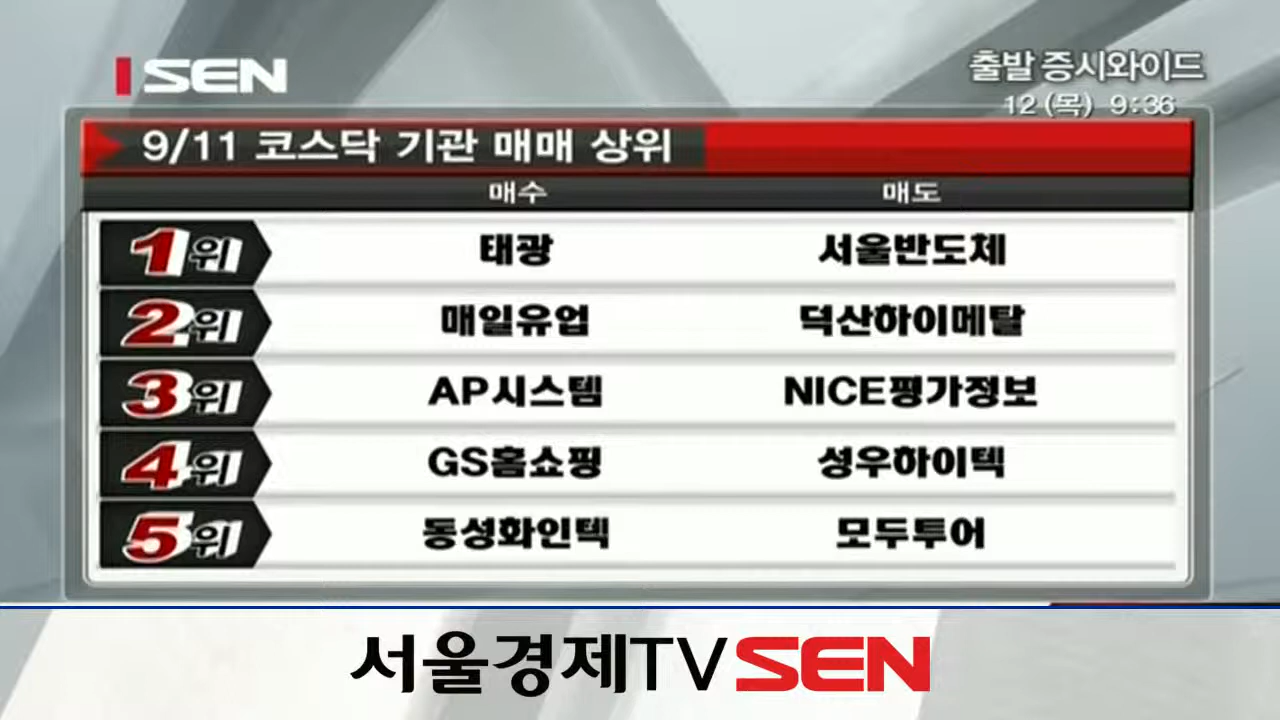 SEN
출발 증시와이드
12 (목) 9:36
9/11 코스닥 기관 매매 상위
매수 매도
1위 태광 서울반도체
2위 매일유업 덕산하이메탈
3위 AP시스템 NICE평가정보
4위 GS홈쇼핑 성우하이텍
5위 동성화인텍 모두투어
서울경제TV SEN